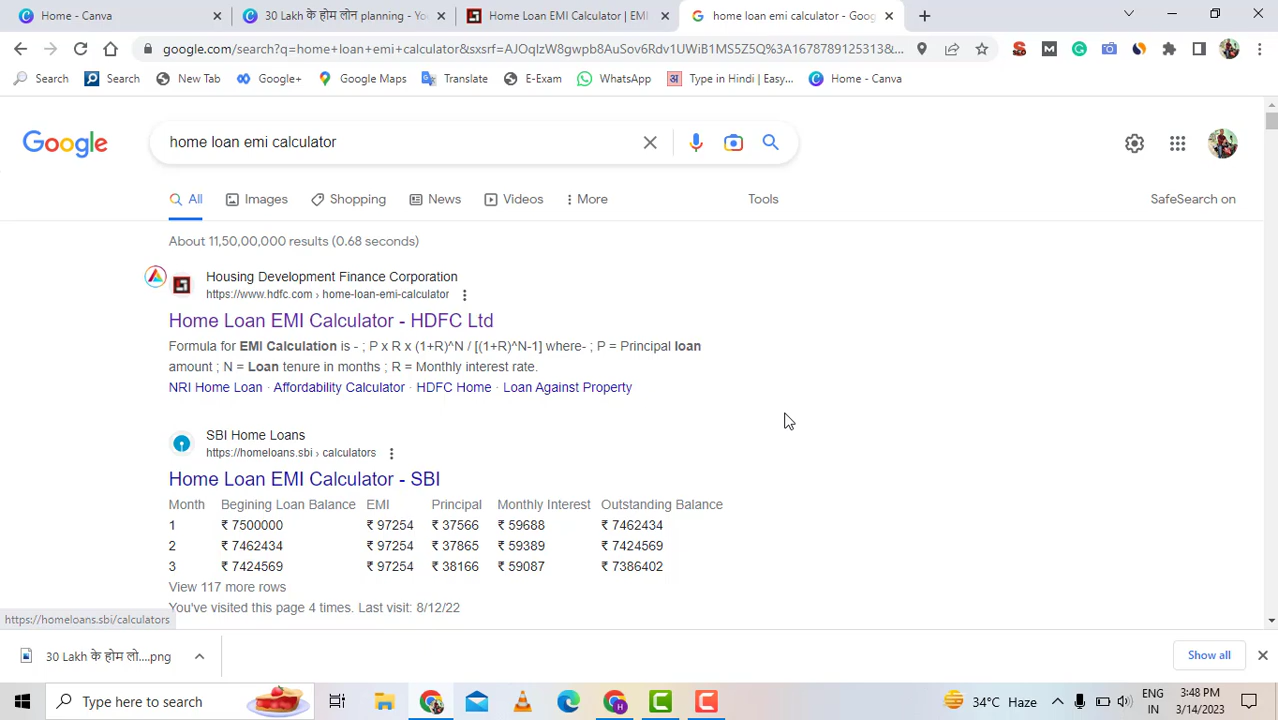 Home - Canva
30 Lakh के होम लोन planning - Yo
Home Loan EMI Calculator | EMI
home loan emi calculator - Goog
google.com/search?q=home+loan+emi+calculator&sxsrf=AJOqlzW8gwpb8AuSov6Rdv1UWiB1MS5Z5Q%3A1678789125313&...
Search
Search
New Tab
Google+
Google Maps
Translate
E-Exam
WhatsApp
Type in Hindi | Easy...
Home - Canva
Google
home loan emi calculator
All
Images
Shopping
News
Videos
More
Tools
SafeSearch on
About 11,50,00,000 results (0.68 seconds)
Housing Development Finance Corporation
https://www.hdfc.com › home-loan-emi-calculator
Home Loan EMI Calculator - HDFC Ltd
Formula for EMI Calculation is - ; P x R x (1+R)^N / [(1+R)^N-1] where- ; P = Principal loan
amount ; N = Loan tenure in months ; R = Monthly interest rate.
NRI Home Loan · Affordability Calculator · HDFC Home · Loan Against Property
SBI Home Loans
https://homeloans.sbi › calculators
Home Loan EMI Calculator - SBI
Month Begining Loan Balance EMI Principal Monthly Interest Outstanding Balance
1 ₹ 7500000 ₹ 97254 ₹ 37566 ₹ 59688 ₹ 7462434
2 ₹ 7462434 ₹ 97254 ₹ 37865 ₹ 59389 ₹ 7424569
3 ₹ 7424569 ₹ 97254 ₹ 38166 ₹ 59087 ₹ 7386402
View 117 more rows
You've visited this page 4 times. Last visit: 8/12/22
https://homeloans.sbi/calculators
30 Lakh के होम लो....png
Show all
Type here to search
34°C Haze
ENG
IN
3:48 PM
3/14/2023